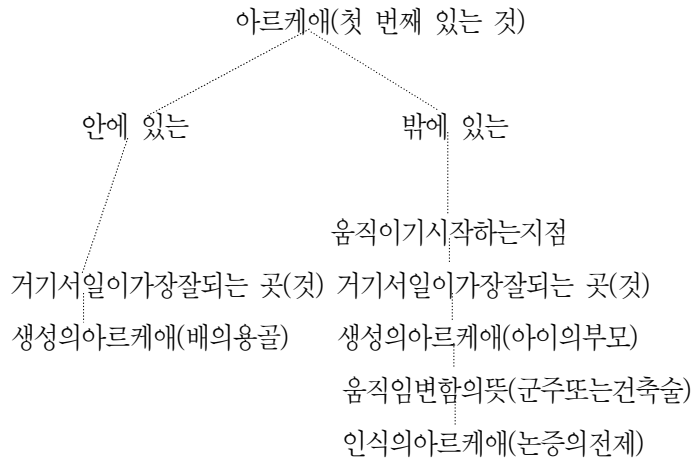 아르케애(첫 번째 있는 것)
안에 있는 밖에 있는
움직이기시작하는지점
거기서일이가장잘되는 곳(것) 거기서일이가장잘되는 곳(것)
생성의아르케애(배의용골) 생성의아르케애(아이의부모)
움직임변함의뜻(군주또는건축술)
인식의아르케애(논증의전제)